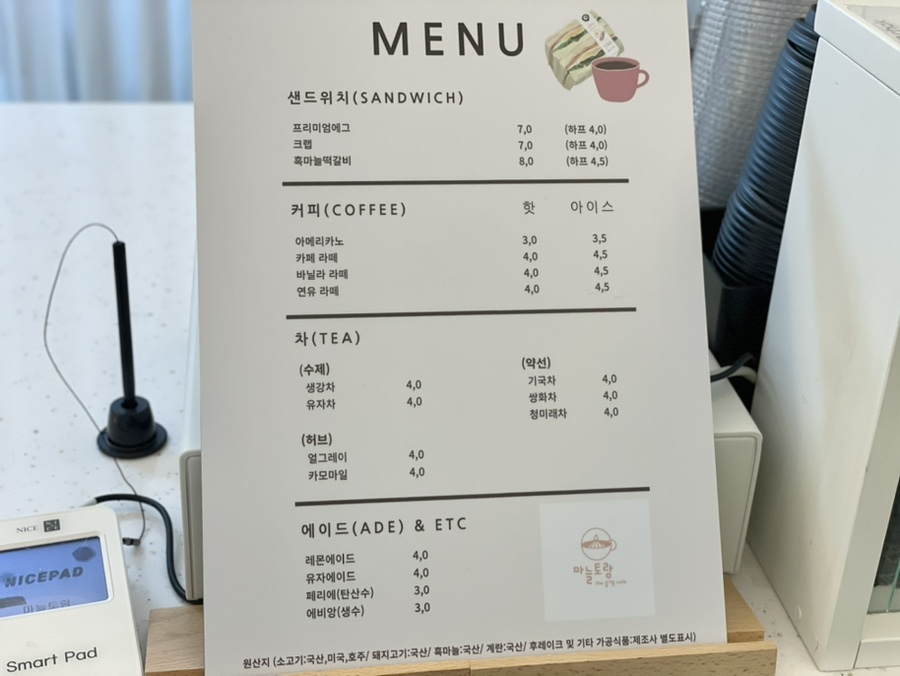 MENU
샌드위치(SANDWICH)
프리미엄에그 7,0 (하프 4,0)
크랩 7,0 (하프 4,0)
흑마늘떡갈비 8,0 (하프 4,5)
커피(COFFEE) 핫 아이스
아메리카노 3,0 3,5
카페 라떼 4,0 4,5
바닐라 라떼 4,0 4,5
연유 라떼 4,0 4,5
차(TEA)
(수제)
생강차 4,0
유자차 4,0
(약선)
기국차 4,0
쌍화차 4,0
청미래차 4,0
(허브)
얼그레이 4,0
카모마일 4,0
에이드(ADE) & ETC
레몬에이드 4,0
유자에이드 4,0
페리에(탄산수) 3,0
에비앙(생수) 3,0
마늘토랑
원산지 (소고기:국산,미국,호주/ 돼지고기:국산/ 흑마늘:국산/ 계란:국산/ 후레이크 및 기타 가공식품:제조사 별도표시)
NICE
NICEPAD
마늘토랑
Smart Pad